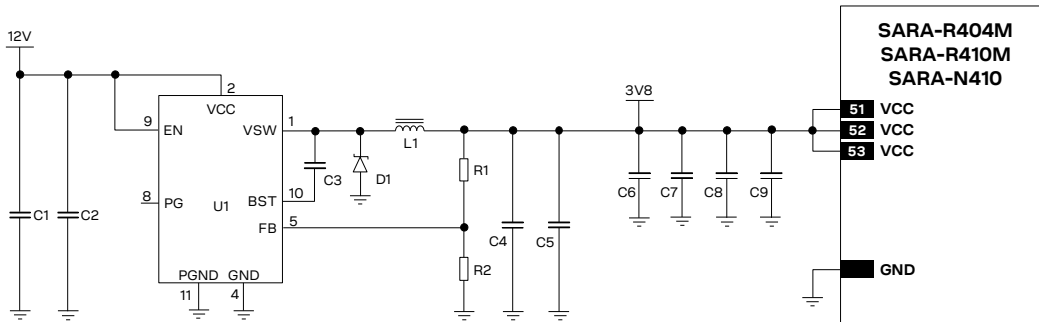 SARA-R404M
SARA-R410M
SARA-N410
12V
2
VCC
3V8
51 VCC
52 VCC
53 VCC
9 EN
VSW 1
L1
C3
D1
R1
8 PG
U1
BST 10
FB 5
C1
C2
C4
C5
C6
C7
C8
C9
R2
PGND GND
11 4
GND